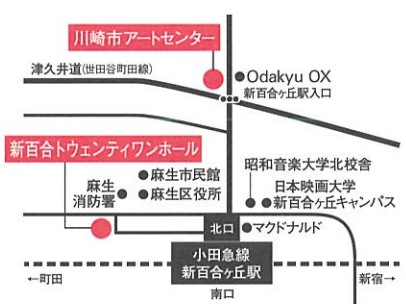 川崎市アートセンター
津久井道(世田谷町田線)
Odakyu OX
新百合ヶ丘駅入口
新百合トウェンティワンホール
麻生市民館
麻生区役所
麻生
消防署
昭和音楽大学北校舎
日本映画大学
新百合ヶ丘キャンパス
北口
マクドナルド
小田急線
新百合ヶ丘駅
←町田
新宿→
南口